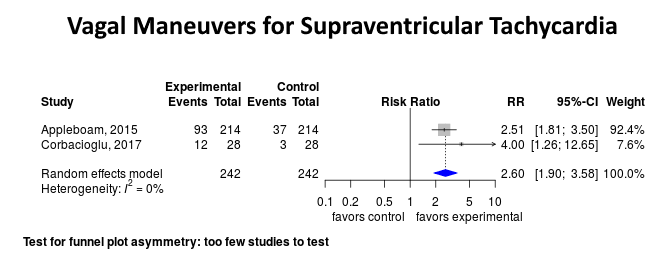 Vagal Maneuvers for Supraventricular Tachycardia
Experimental Control
Study Events Total Events Total Risk Ratio RR 95%-CI Weight
Appleboam, 2015 93 214 37 214 2.51 [1.81; 3.50] 92.4%
Corbacioglu, 2017 12 28 3 28 4.00 [1.26; 12.65] 7.6%
Random effects model 242 242 2.60 [1.90; 3.58] 100.0%
Heterogeneity: I² = 0%
0.1 0.2 0.5 1 2 5 10
favors control favors experimental
Test for funnel plot asymmetry: too few studies to test